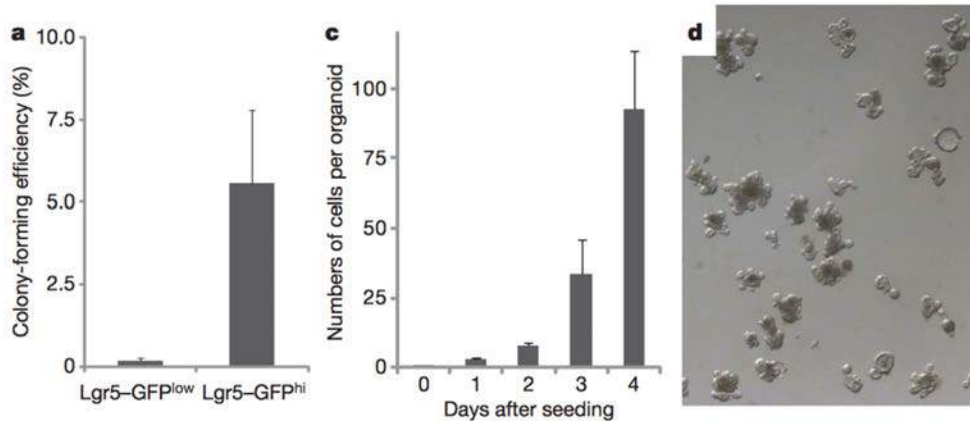 a
Colony-forming efficiency (%)
10.0
7.5
5.0
2.5
0
Lgr5–GFPlow Lgr5–GFPhi
c
Numbers of cells per organoid
100
75
50
25
0
0 1 2 3 4
Days after seeding
d